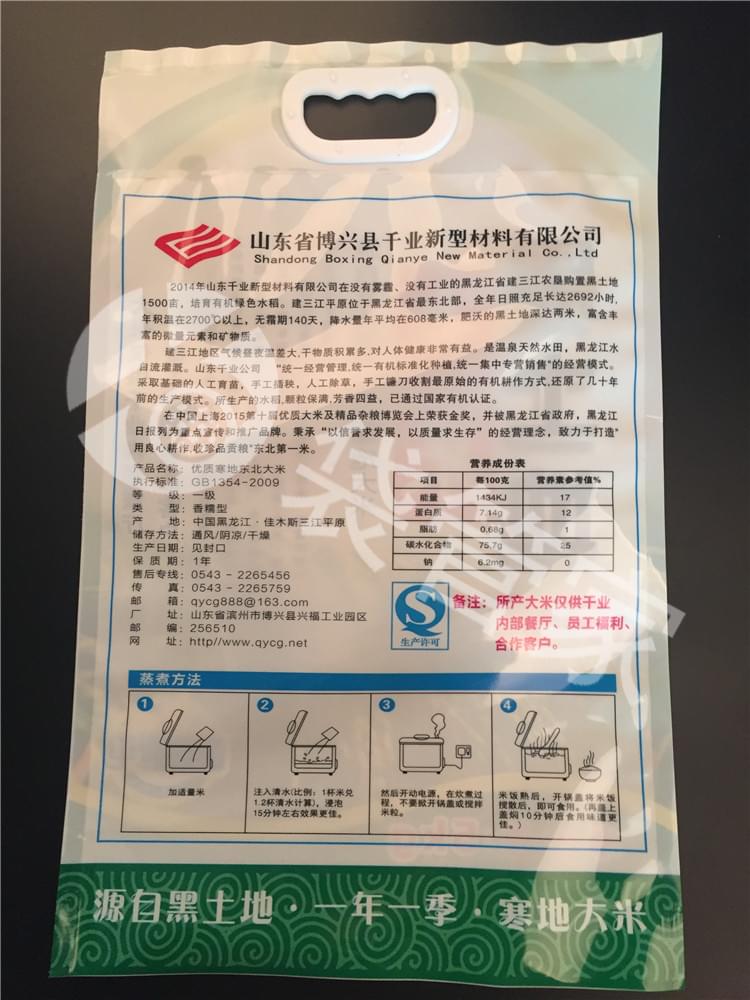 山东省博兴县千业新型材料有限公司
Shandong Boxing Qianye New Material Co.,Ltd
2014年山东千业新型材料有限公司在没有雾霾、没有工业的黑龙江省建三江农垦购置黑土地
1500亩，培育有机绿色水稻。建三江平原位于黑龙江省最东北部，全年日照充足长达2692小时,
年积温在2700℃以上，无霜期140天，降水量年平均在608毫米，肥沃的黑土地深达两米，富含丰
富的微量元素和矿物质。
建三江地区气候昼夜温差大,干物质积累多,对人体健康非常有益。是温泉天然水田，黑龙江水
自流灌溉。山东千业公司 “统一经营管理,统一有机标准化种植,统一集中专营销售”的经营模式。
采取基础的人工育苗，手工插秧，人工除草，手工镰刀收割最原始的有机耕作方式,还原了几十年
前的生产模式。所生产的水稻,颗粒保满,芳香四益，已通过国家有机认证。
在中国上海2015第十届优质大米及精品杂粮博览会上荣获金奖，并被黑龙江省政府，黑龙江
日报列为重点宣传和推广品牌。秉承“以信誉求发展，以质量求生存”的经营理念，致力于打造"
用良心耕作,收珍品贡粮"东北第一米。
产品名称：优质寒地东北大米
执行标准：GB1354-2009
等 级：一级
类 型：香糯型
产 地：中国黑龙江·佳木斯三江平原
储存方法：通风/阴凉/干燥
生产日期：见封口
保 质 期：1年
售后专线：0543 - 2265456
传 真：0543 - 2265759
邮 箱：qycg888@163.com
厂 址：山东省滨州市博兴县兴福工业园区
邮 编：256510
网 址：http//www.qycg.net
营养成份表
项目 每100克 营养素参考值%
能量 1434KJ 17
蛋白质 7.14g 12
脂肪 0.68g 1
碳水化合物 75.7g 25
钠 6.2mg 0
生产许可
备注：所产大米仅供千业
内部餐厅、员工福利、
合作客户。
蒸煮方法
1
加适量米
2
注入清水(比例：1杯米兑
1.2杯清水计算)，浸泡
15分钟左右效果更佳。
3
然后开动电源，在炊煮过
程，不要掀开锅盖或搅拌
米粒。
4
米饭熟后，开锅盖将米饭
搅散后，即可食用。(再盖上
盖焖10分钟后食用味道更
佳。)
源自黑土地·一年一季·寒地大米
袋管家